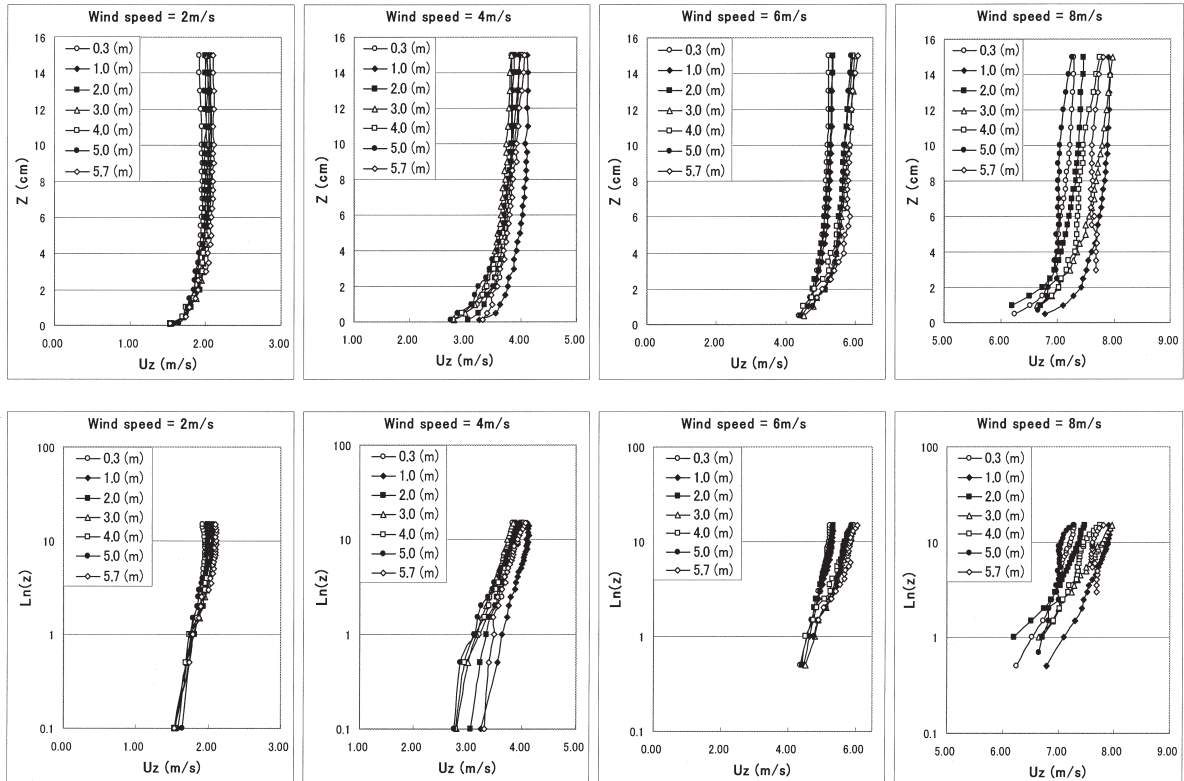 Wind speed = 2m/s
16
14
12
10
8
6
4
2
0
Z (cm)
0.3 (m)
1.0 (m)
2.0 (m)
3.0 (m)
4.0 (m)
5.0 (m)
5.7 (m)
0.00 1.00 2.00 3.00
Uz (m/s)
Wind speed = 4m/s
16
14
12
10
8
6
4
2
0
Z (cm)
0.3 (m)
1.0 (m)
2.0 (m)
3.0 (m)
4.0 (m)
5.0 (m)
5.7 (m)
1.00 2.00 3.00 4.00 5.00
Uz (m/s)
Wind speed = 6m/s
16
14
12
10
8
6
4
2
0
Z (cm)
0.3 (m)
1.0 (m)
2.0 (m)
3.0 (m)
4.0 (m)
5.0 (m)
5.7 (m)
0.00 2.00 4.00 6.00
Uz (m/s)
Wind speed = 8m/s
16
14
12
10
8
6
4
2
0
Z (cm)
0.3 (m)
1.0 (m)
2.0 (m)
3.0 (m)
4.0 (m)
5.0 (m)
5.7 (m)
5.00 6.00 7.00 8.00 9.00
Uz (m/s)
Wind speed = 2m/s
100
10
1
0.1
Ln(z)
0.3 (m)
1.0 (m)
2.0 (m)
3.0 (m)
4.0 (m)
5.0 (m)
5.7 (m)
0.00 1.00 2.00 3.00
Uz (m/s)
Wind speed = 4m/s
100
10
1
0.1
Ln(z)
0.3 (m)
1.0 (m)
2.0 (m)
3.0 (m)
4.0 (m)
5.0 (m)
5.7 (m)
1.00 2.00 3.00 4.00 5.00
Uz (m/s)
Wind speed = 6m/s
100
10
1
0.1
Ln(z)
0.3 (m)
1.0 (m)
2.0 (m)
3.0 (m)
4.0 (m)
5.0 (m)
5.7 (m)
0.00 2.00 4.00 6.00
Uz (m/s)
Wind speed = 8m/s
100
10
1
0.1
Ln(z)
0.3 (m)
1.0 (m)
2.0 (m)
3.0 (m)
4.0 (m)
5.0 (m)
5.7 (m)
5.00 6.00 7.00 8.00 9.00
Uz (m/s)